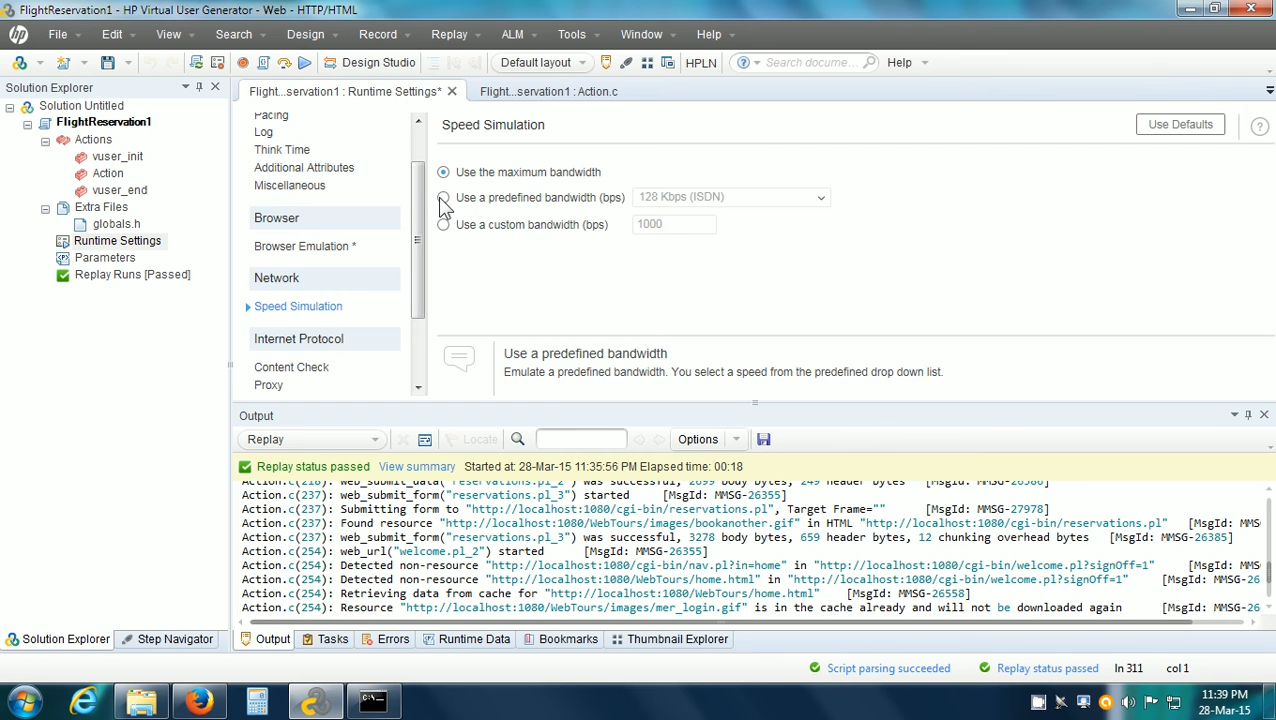 FlightReservation1 * - HP Virtual User Generator - Web - HTTP/HTML
File Edit View Search Design Record Replay ALM Tools Window Help
Design Studio Default layout HPLN Search docume... Help
Solution Explorer
Solution Untitled
FlightReservation1
Actions
vuser_init
Action
vuser_end
Extra Files
globals.h
Runtime Settings
Parameters
Replay Runs [Passed]
Flight...servation1 : Runtime Settings* Flight...servation1 : Action.c
Pacing
Log
Think Time
Additional Attributes
Miscellaneous
Browser
Browser Emulation *
Network
Speed Simulation
Internet Protocol
Content Check
Proxy
Speed Simulation Use Defaults
Use the maximum bandwidth
Use a predefined bandwidth (bps) 128 Kbps (ISDN)
Use a custom bandwidth (bps) 1000
Use a predefined bandwidth
Emulate a predefined bandwidth. You select a speed from the predefined drop down list.
Output
Replay Locate Options
Replay status passed View summary Started at: 28-Mar-15 11:35:56 PM Elapsed time: 00:18
Action.c(237): web_submit_form("reservations.pl_3") started [MsgId: MMSG-26355]
Action.c(237): Submitting form to "http://localhost:1080/cgi-bin/reservations.pl", Target Frame="" [MsgId: MMSG-27978]
Action.c(237): Found resource "http://localhost:1080/WebTours/images/bookanother.gif" in HTML "http://localhost:1080/cgi-bin/reservations.pl" [MsgId: MMS
Action.c(237): web_submit_form("reservations.pl_3") was successful, 3278 body bytes, 659 header bytes, 12 chunking overhead bytes [MsgId: MMSG-26385]
Action.c(254): web_url("welcome.pl_2") started [MsgId: MMSG-26355]
Action.c(254): Detected non-resource "http://localhost:1080/cgi-bin/nav.pl?in=home" in "http://localhost:1080/cgi-bin/welcome.pl?signOff=1" [MsgId: MM
Action.c(254): Detected non-resource "http://localhost:1080/WebTours/home.html" in "http://localhost:1080/cgi-bin/welcome.pl?signOff=1" [MsgId: MMSG-26
Action.c(254): Retrieving data from cache for "http://localhost:1080/WebTours/home.html" [MsgId: MMSG-26558]
Action.c(254): Resource "http://localhost:1080/WebTours/images/mer_login.gif" is in the cache already and will not be downloaded again [MsgId: MMSG-26
Solution Explorer Step Navigator Output Tasks Errors Runtime Data Bookmarks Thumbnail Explorer
Script parsing succeeded Replay status passed ln 311 col 1
11:39 PM
28-Mar-15